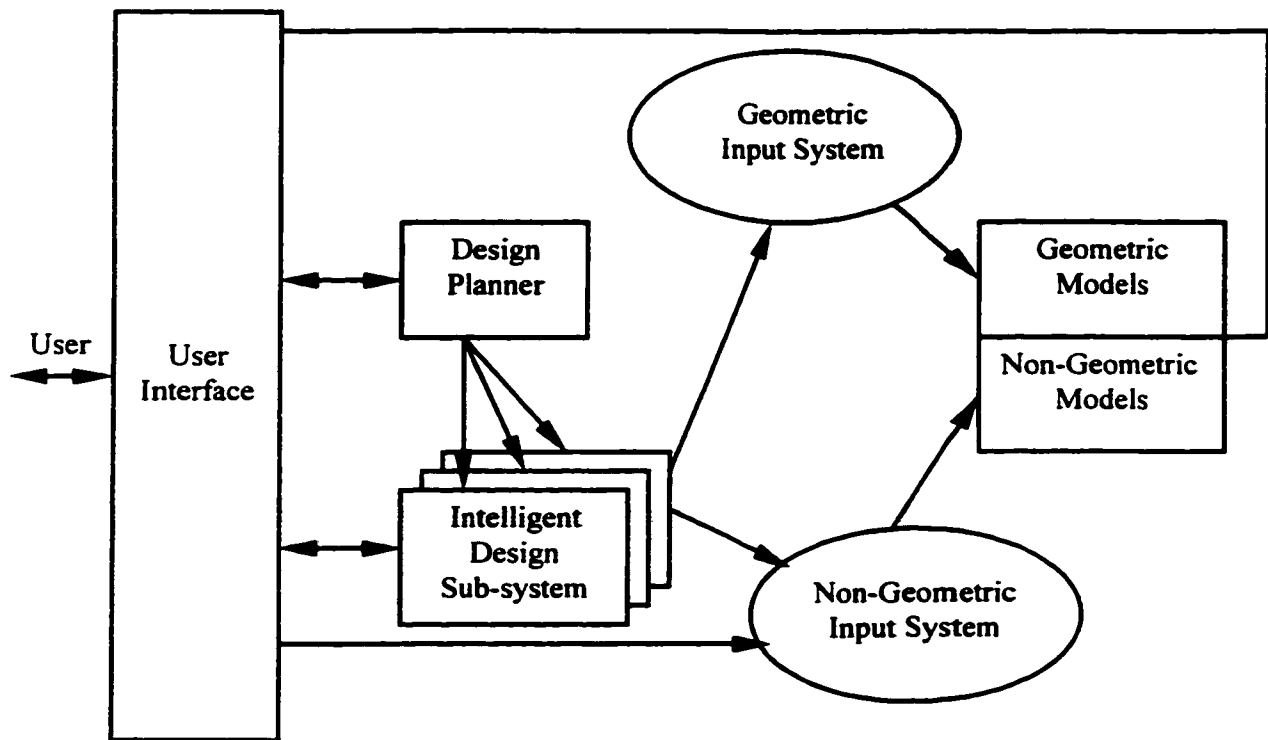 User
User
Interface
Design
Planner
Intelligent
Design
Sub-system
Geometric
Input System
Non-Geometric
Input System
Geometric
Models
Non-Geometric
Models